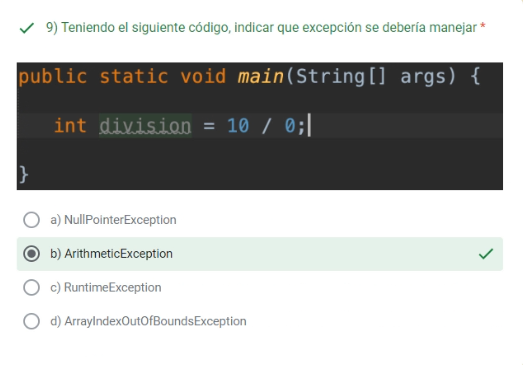 9) Teniendo el siguiente código, indicar que excepción se debería manejar *
public static void main(String[] args) {
int division = 10 / 0;
}
a) NullPointerException
b) ArithmeticException
c) RuntimeException
d) ArrayIndexOutOfBoundsException